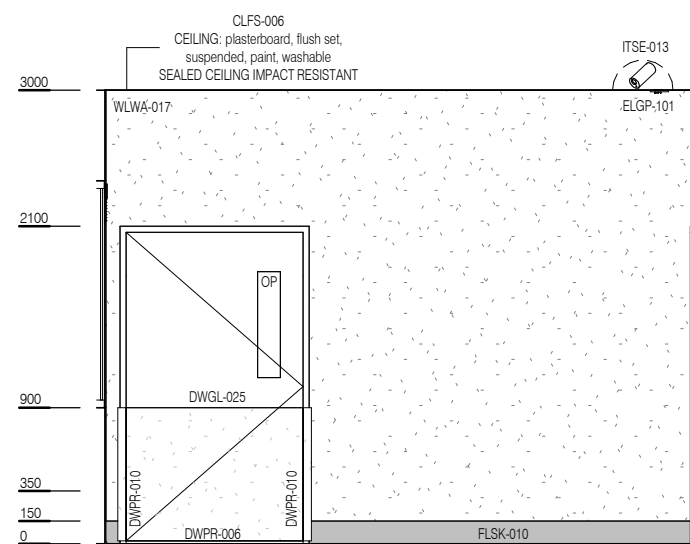 CLFS-006
CEILING: plasterboard, flush set,
suspended, paint, washable
SEALED CEILING IMPACT RESISTANT
ITSE-013
3000
WLWA-017
ELGP-101
2100
OP
DWGL-025
900
DWPR-010
DWPR-010
350
150
DWPR-006
FLSK-010
0